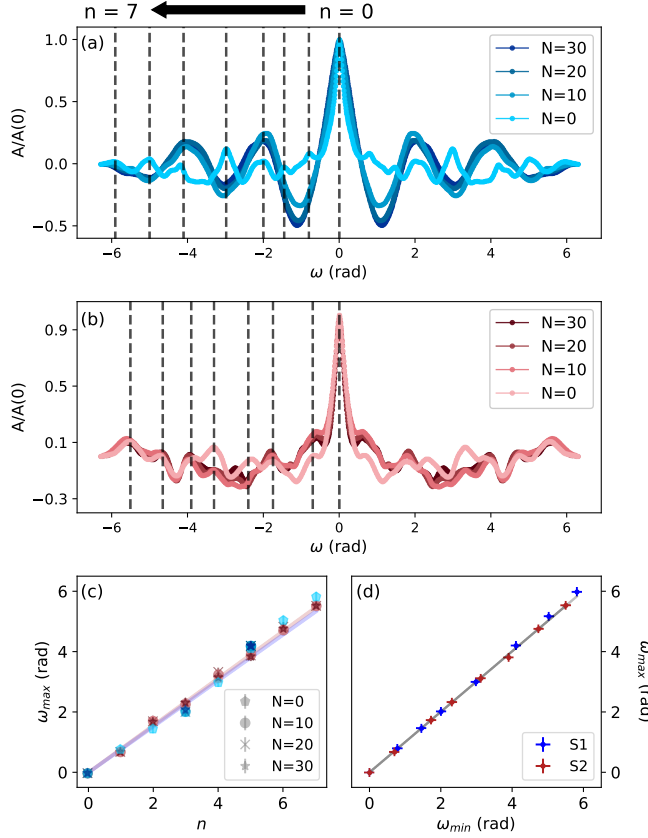 n = 7 n = 0
(a)
N=30
N=20
N=10
N=0
1.0
0.5
0.0
−0.5
A/A(0)
−6 −4 −2 0 2 4 6
ω (rad)
(b)
N=30
N=20
N=10
N=0
0.9
0.5
0.1
−0.3
A/A(0)
−6 −4 −2 0 2 4 6
ω (rad)
(c)
6
4
2
0
ω_max (rad)
N=0
N=10
N=20
N=30
0 2 4 6
n
(d)
6
4
2
0
ω_max (rad)
S1
S2
0 2 4 6
ω_min (rad)